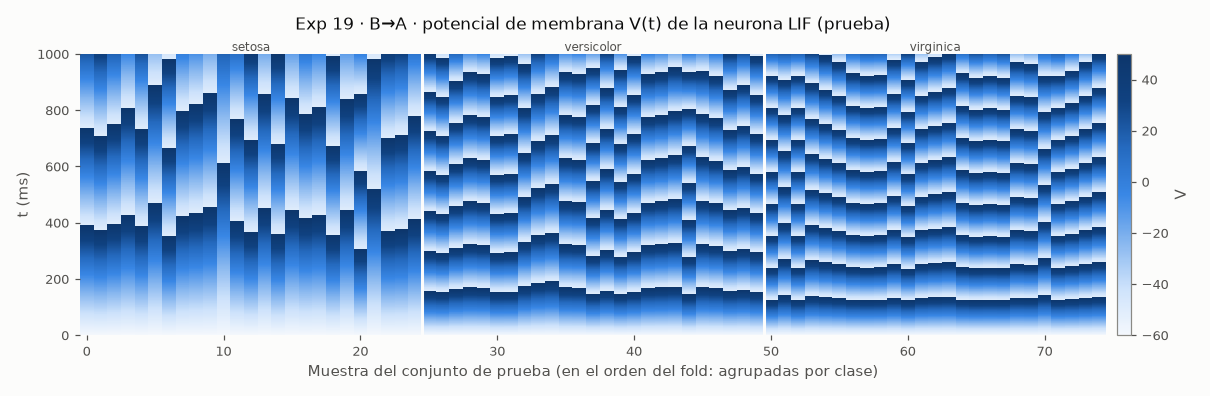 Exp 19 · B→A · potencial de membrana V(t) de la neurona LIF (prueba)
setosa versicolor virginica
1000
800
600
400
200
0
t (ms)
0 10 20 30 40 50 60 70
Muestra del conjunto de prueba (en el orden del fold: agrupadas por clase)
40
20
0
−20
−40
−60
V